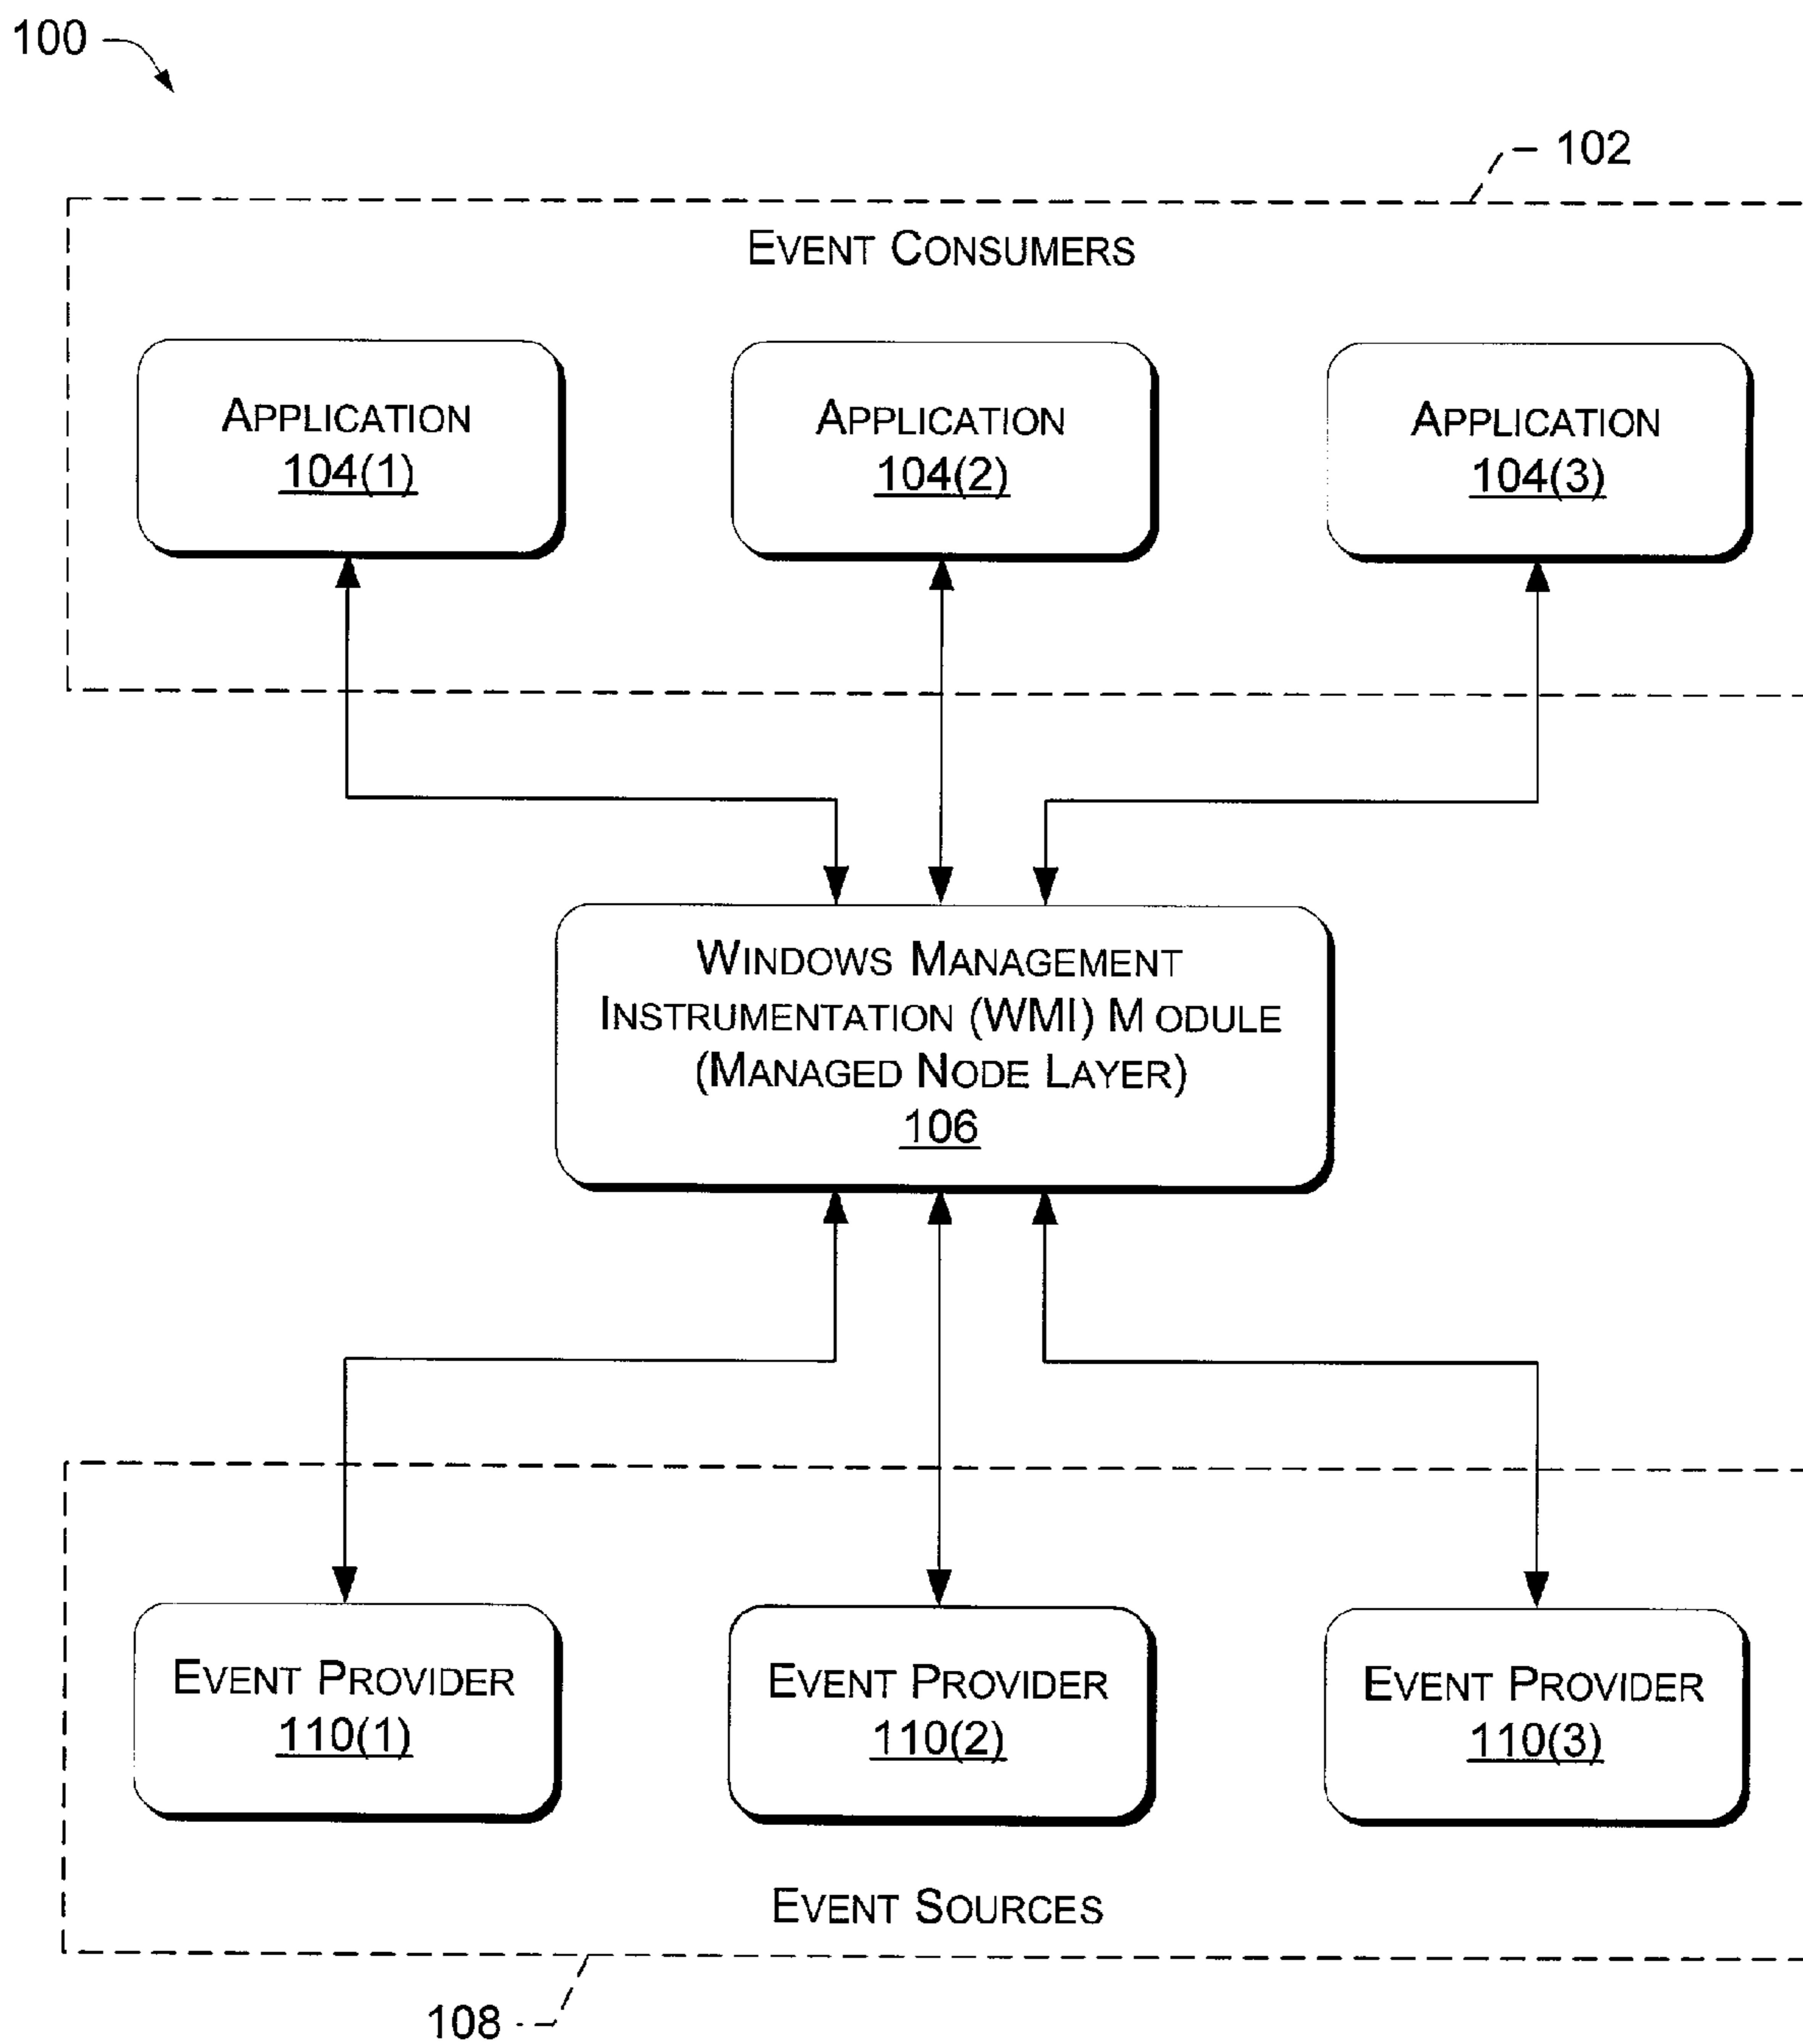 100
102
EVENT CONSUMERS
APPLICATION
104(1)
APPLICATION
104(2)
APPLICATION
104(3)
WINDOWS MANAGEMENT
INSTRUMENTATION (WMI) MODULE
(MANAGED NODE LAYER)
106
EVENT PROVIDER
110(1)
EVENT PROVIDER
110(2)
EVENT PROVIDER
110(3)
EVENT SOURCES
108